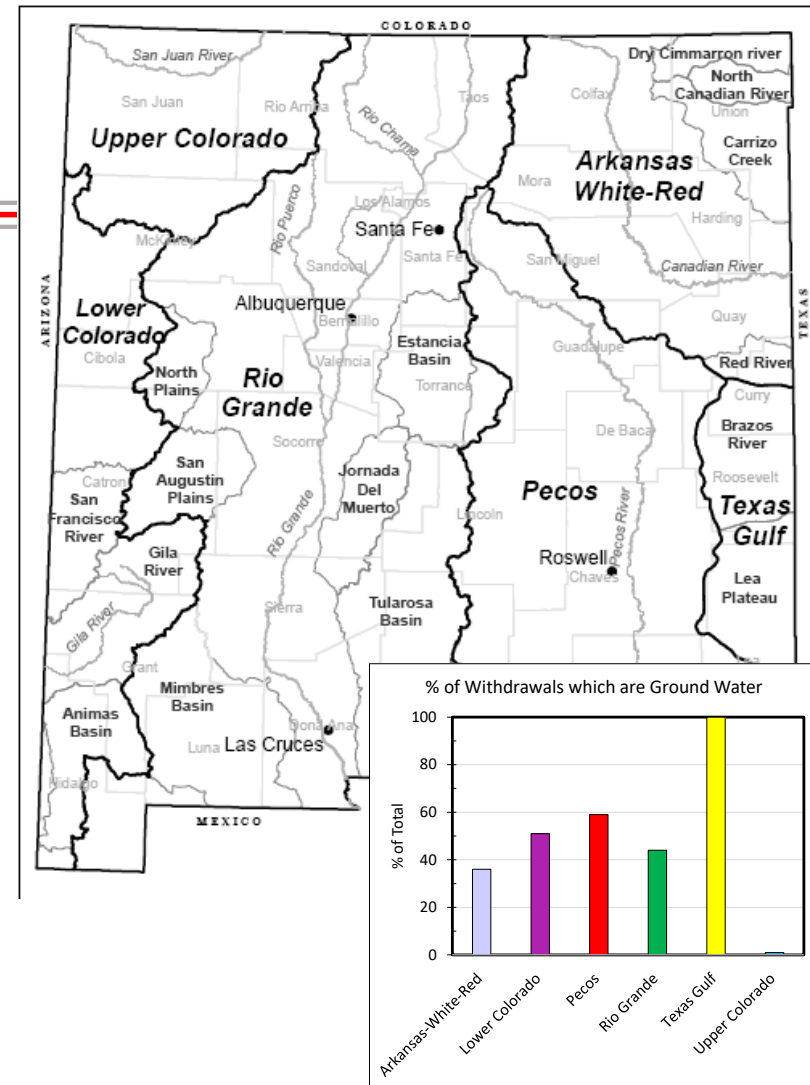 COLORADO
San Juan River
Dry Cimmarron river
North
Canadian River
San Juan
Rio Arriba
Taos
Colfax
Union
Rio Chama
Upper Colorado
Carrizo
Creek
Arkansas
White-Red
Mora
Los Alamos
Rio Puerco
Harding
Santa Fe
McKinley
Sandoval
Santa Fe
San Miguel
Canadian River
ARIZONA
TEXAS
Albuquerque
Lower
Colorado
Bernalillo
Quay
Estancia
Basin
Guadalupe
Cibola
Valencia
Red River
North
Plains
Rio
Grande
Torrance
Curry
Brazos
River
De Baca
Socorro
San
Augustin
Plains
Jornada
Del
Muerto
Catron
Roosevelt
San
Francisco
River
Pecos
Texas
Gulf
Rio Grande
Lincoln
Pecos River
Gila
River
Roswell
Chaves
Lea
Plateau
Tularosa
Basin
Sierra
Gila River
Grant
Mimbres
Basin
Animas
Basin
Dona Ana
Luna
Las Cruces
Hidalgo
MEXICO
% of Withdrawals which are Ground Water
100
80
60
40
20
0
% of Total
Arkansas-White-Red
Lower Colorado
Pecos
Rio Grande
Texas Gulf
Upper Colorado